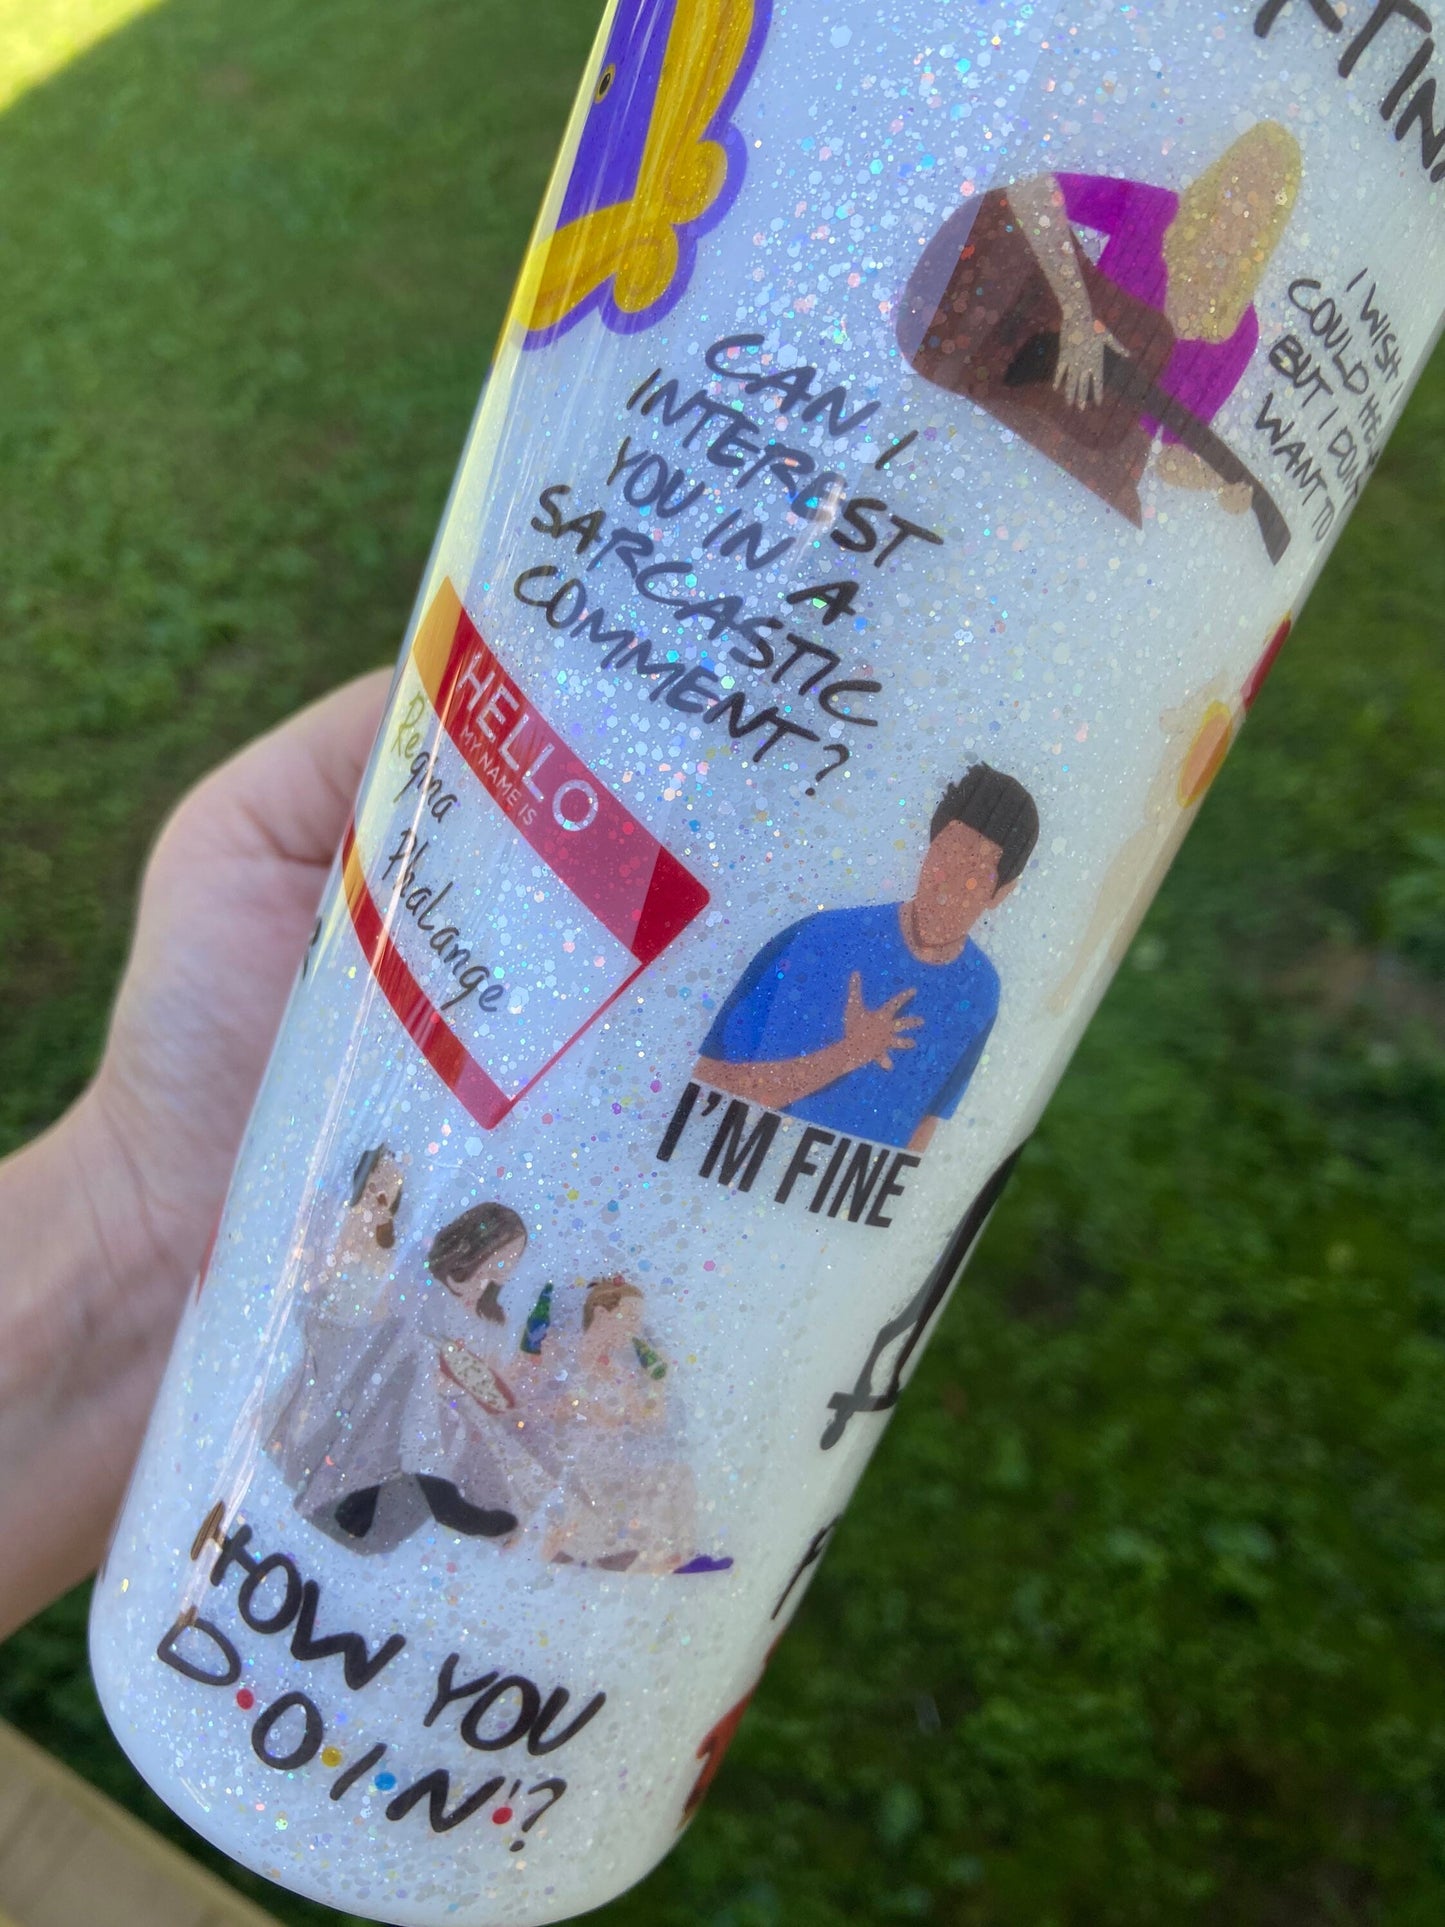 CAN I
INTEREST
YOU IN A
SARCASTIC
COMMENT?
I WISH I
COULD HELP
BUT I DON'T
WANT TO
HELLO
MY NAME IS
Regina
Phalange
I'M FINE
HOW YOU
D·O·I·N·?